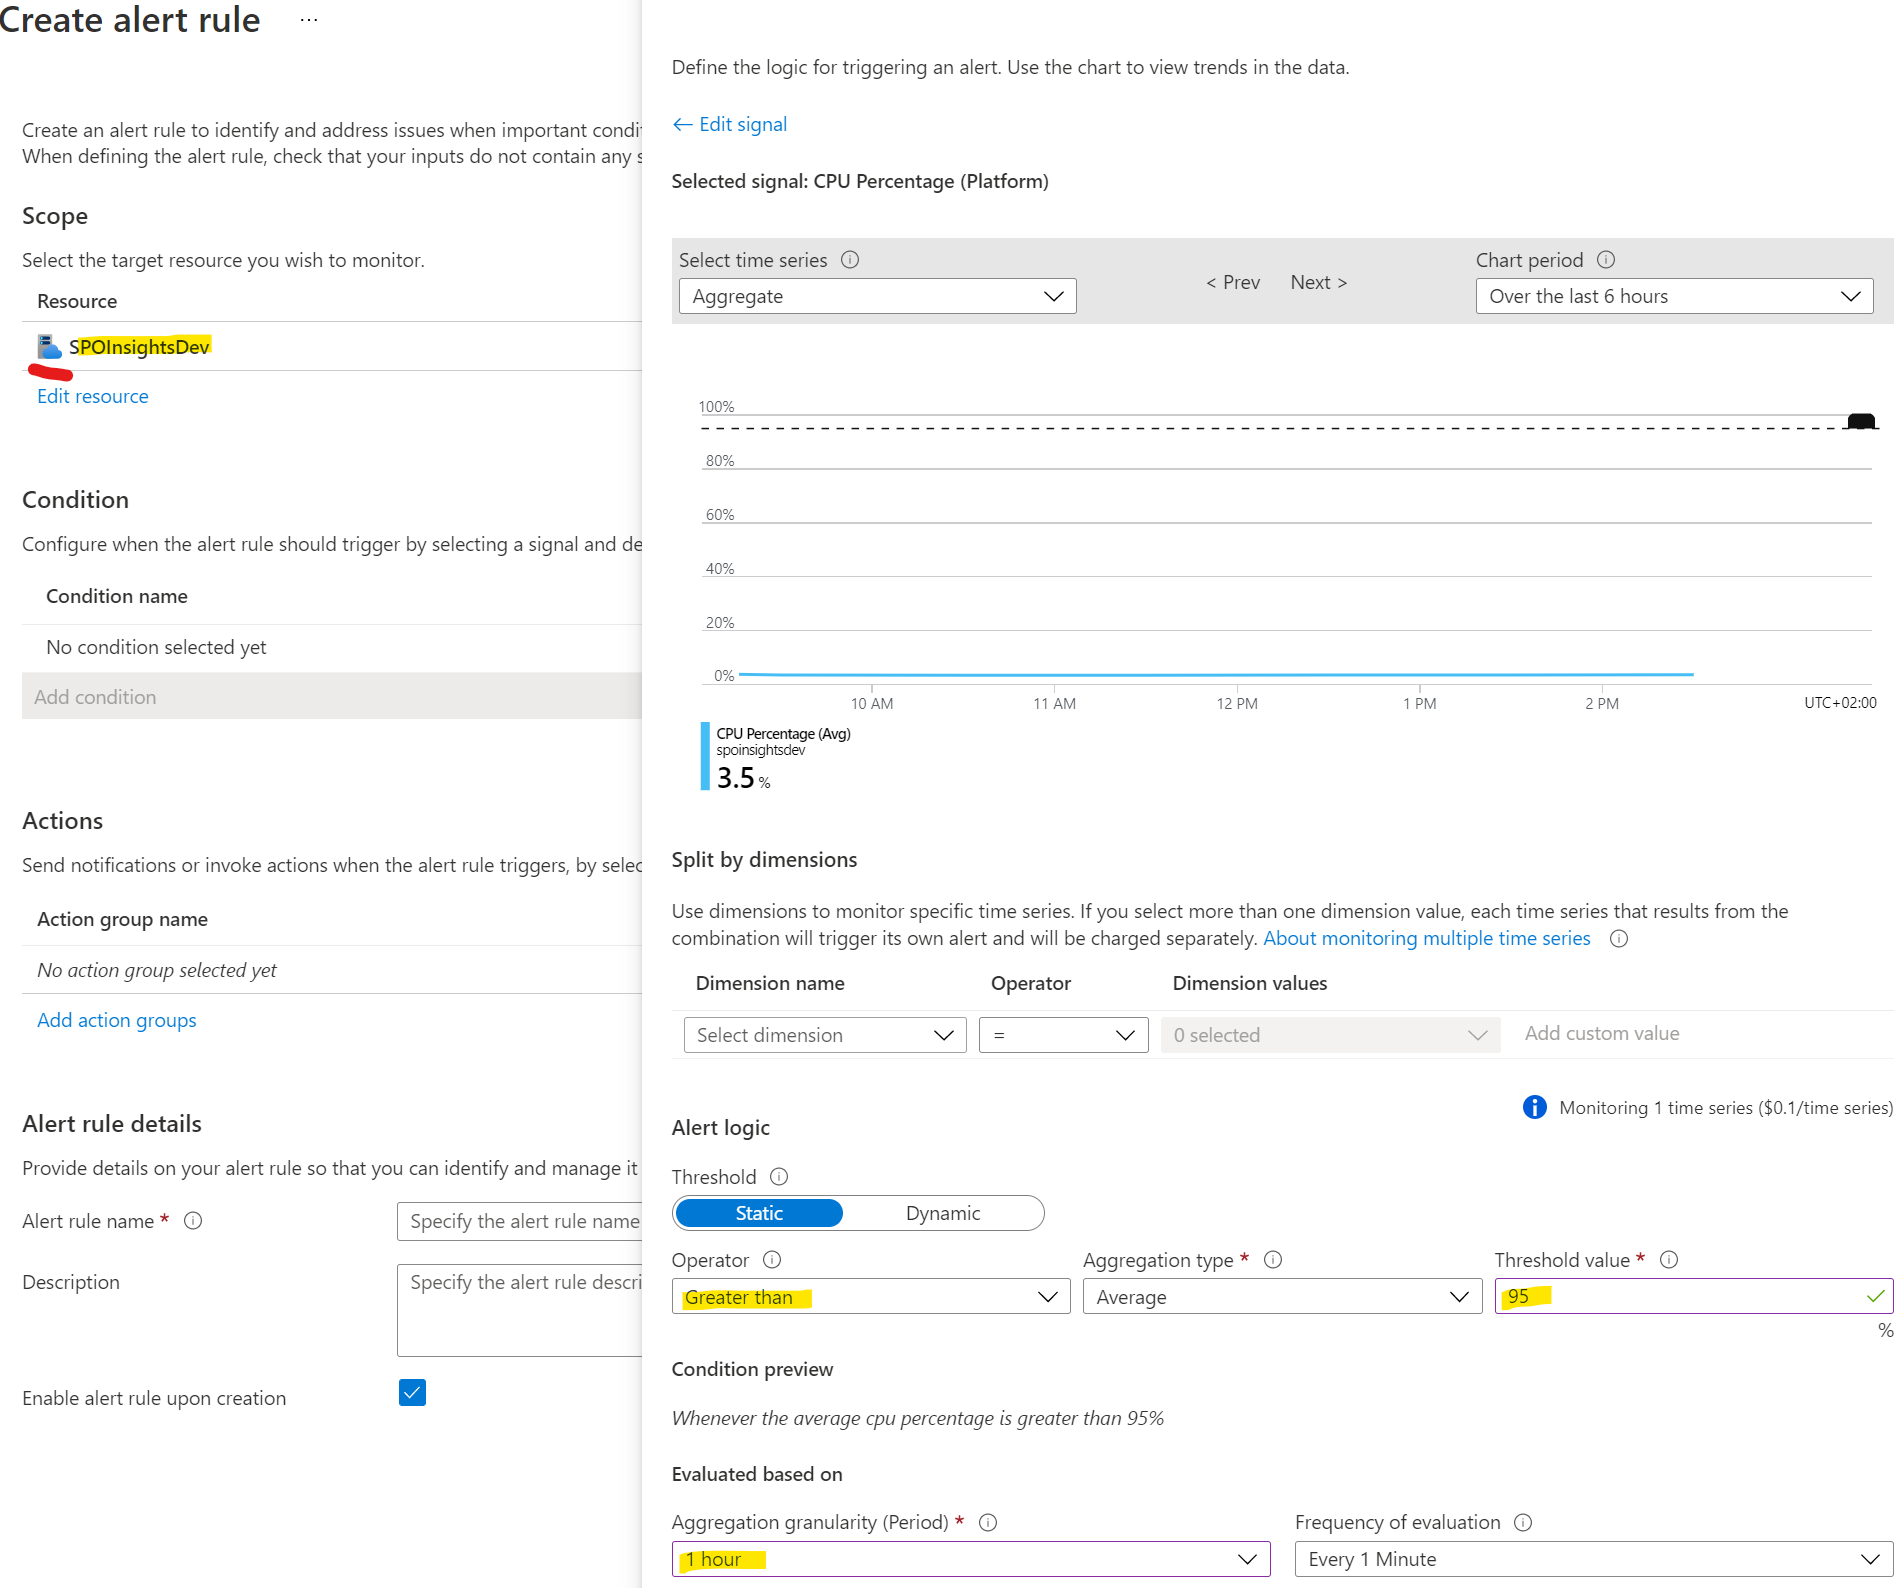 Create alert rule ...
Create an alert rule to identify and address issues when important condi
When defining the alert rule, check that your inputs do not contain any s
Scope
Select the target resource you wish to monitor.
Resource
SPOInsightsDev
Edit resource
Condition
Configure when the alert rule should trigger by selecting a signal and de
Condition name
No condition selected yet
Add condition
Actions
Send notifications or invoke actions when the alert rule triggers, by selec
Action group name
No action group selected yet
Add action groups
Alert rule details
Provide details on your alert rule so that you can identify and manage it
Alert rule name *
Specify the alert rule name
Description
Specify the alert rule descri
Enable alert rule upon creation
Define the logic for triggering an alert. Use the chart to view trends in the data.
← Edit signal
Selected signal: CPU Percentage (Platform)
Select time series
Aggregate
< Prev Next >
Chart period
Over the last 6 hours
100%
80%
60%
40%
20%
0%
10 AM 11 AM 12 PM 1 PM 2 PM UTC+02:00
CPU Percentage (Avg)
spoinsightsdev
3.5 %
Split by dimensions
Use dimensions to monitor specific time series. If you select more than one dimension value, each time series that results from the
combination will trigger its own alert and will be charged separately. About monitoring multiple time series
Dimension name Operator Dimension values
Select dimension = 0 selected Add custom value
Monitoring 1 time series ($0.1/time series)
Alert logic
Threshold
Static Dynamic
Operator Aggregation type * Threshold value *
Greater than Average 95
%
Condition preview
Whenever the average cpu percentage is greater than 95%
Evaluated based on
Aggregation granularity (Period) * Frequency of evaluation
1 hour Every 1 Minute